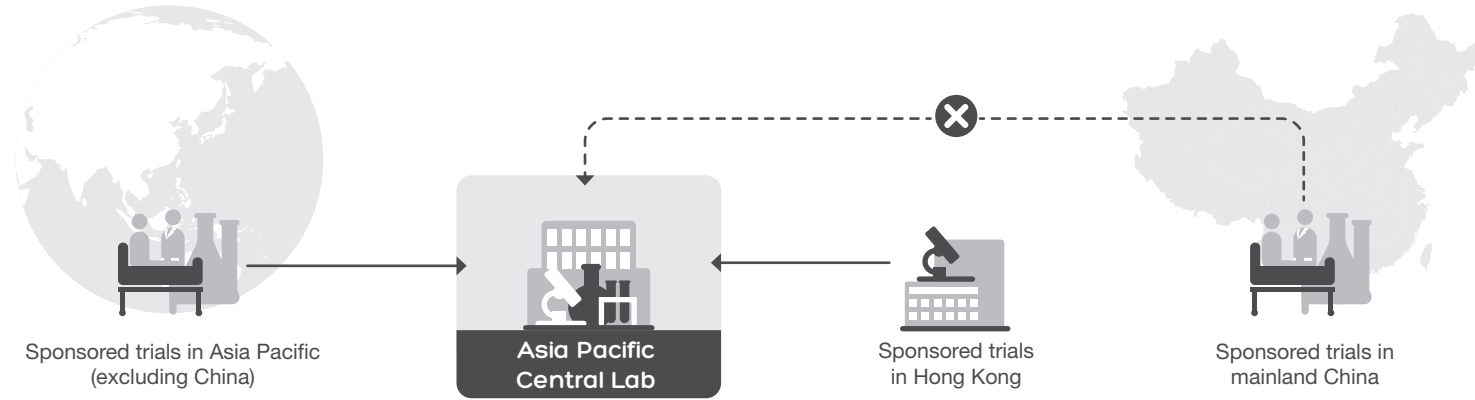 Sponsored trials in Asia Pacific
(excluding China)
Asia Pacific
Central Lab
Sponsored trials
in Hong Kong
Sponsored trials in
mainland China